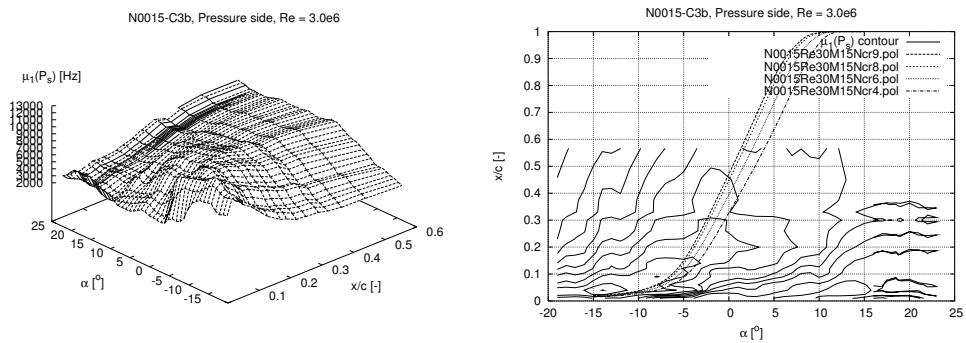 N0015-C3b, Pressure side, Re = 3.0e6
μ1(Ps) [Hz]
13000
12000
11000
10000
9000
8000
7000
6000
5000
4000
3000
2000
25
20
15
10
5
0
-5
-10
-15
α [o]
0.1
0.2
0.3
0.4
0.5
0.6
x/c [-]
N0015-C3b, Pressure side, Re = 3.0e6
μ1(Ps) contour
N0015Re30M15Ncr9.pol
N0015Re30M15Ncr8.pol
N0015Re30M15Ncr6.pol
N0015Re30M15Ncr4.pol
1
0.9
0.8
0.7
0.6
0.5
0.4
0.3
0.2
0.1
0
x/c [-]
-20 -15 -10 -5 0 5 10 15 20 25
α [o]